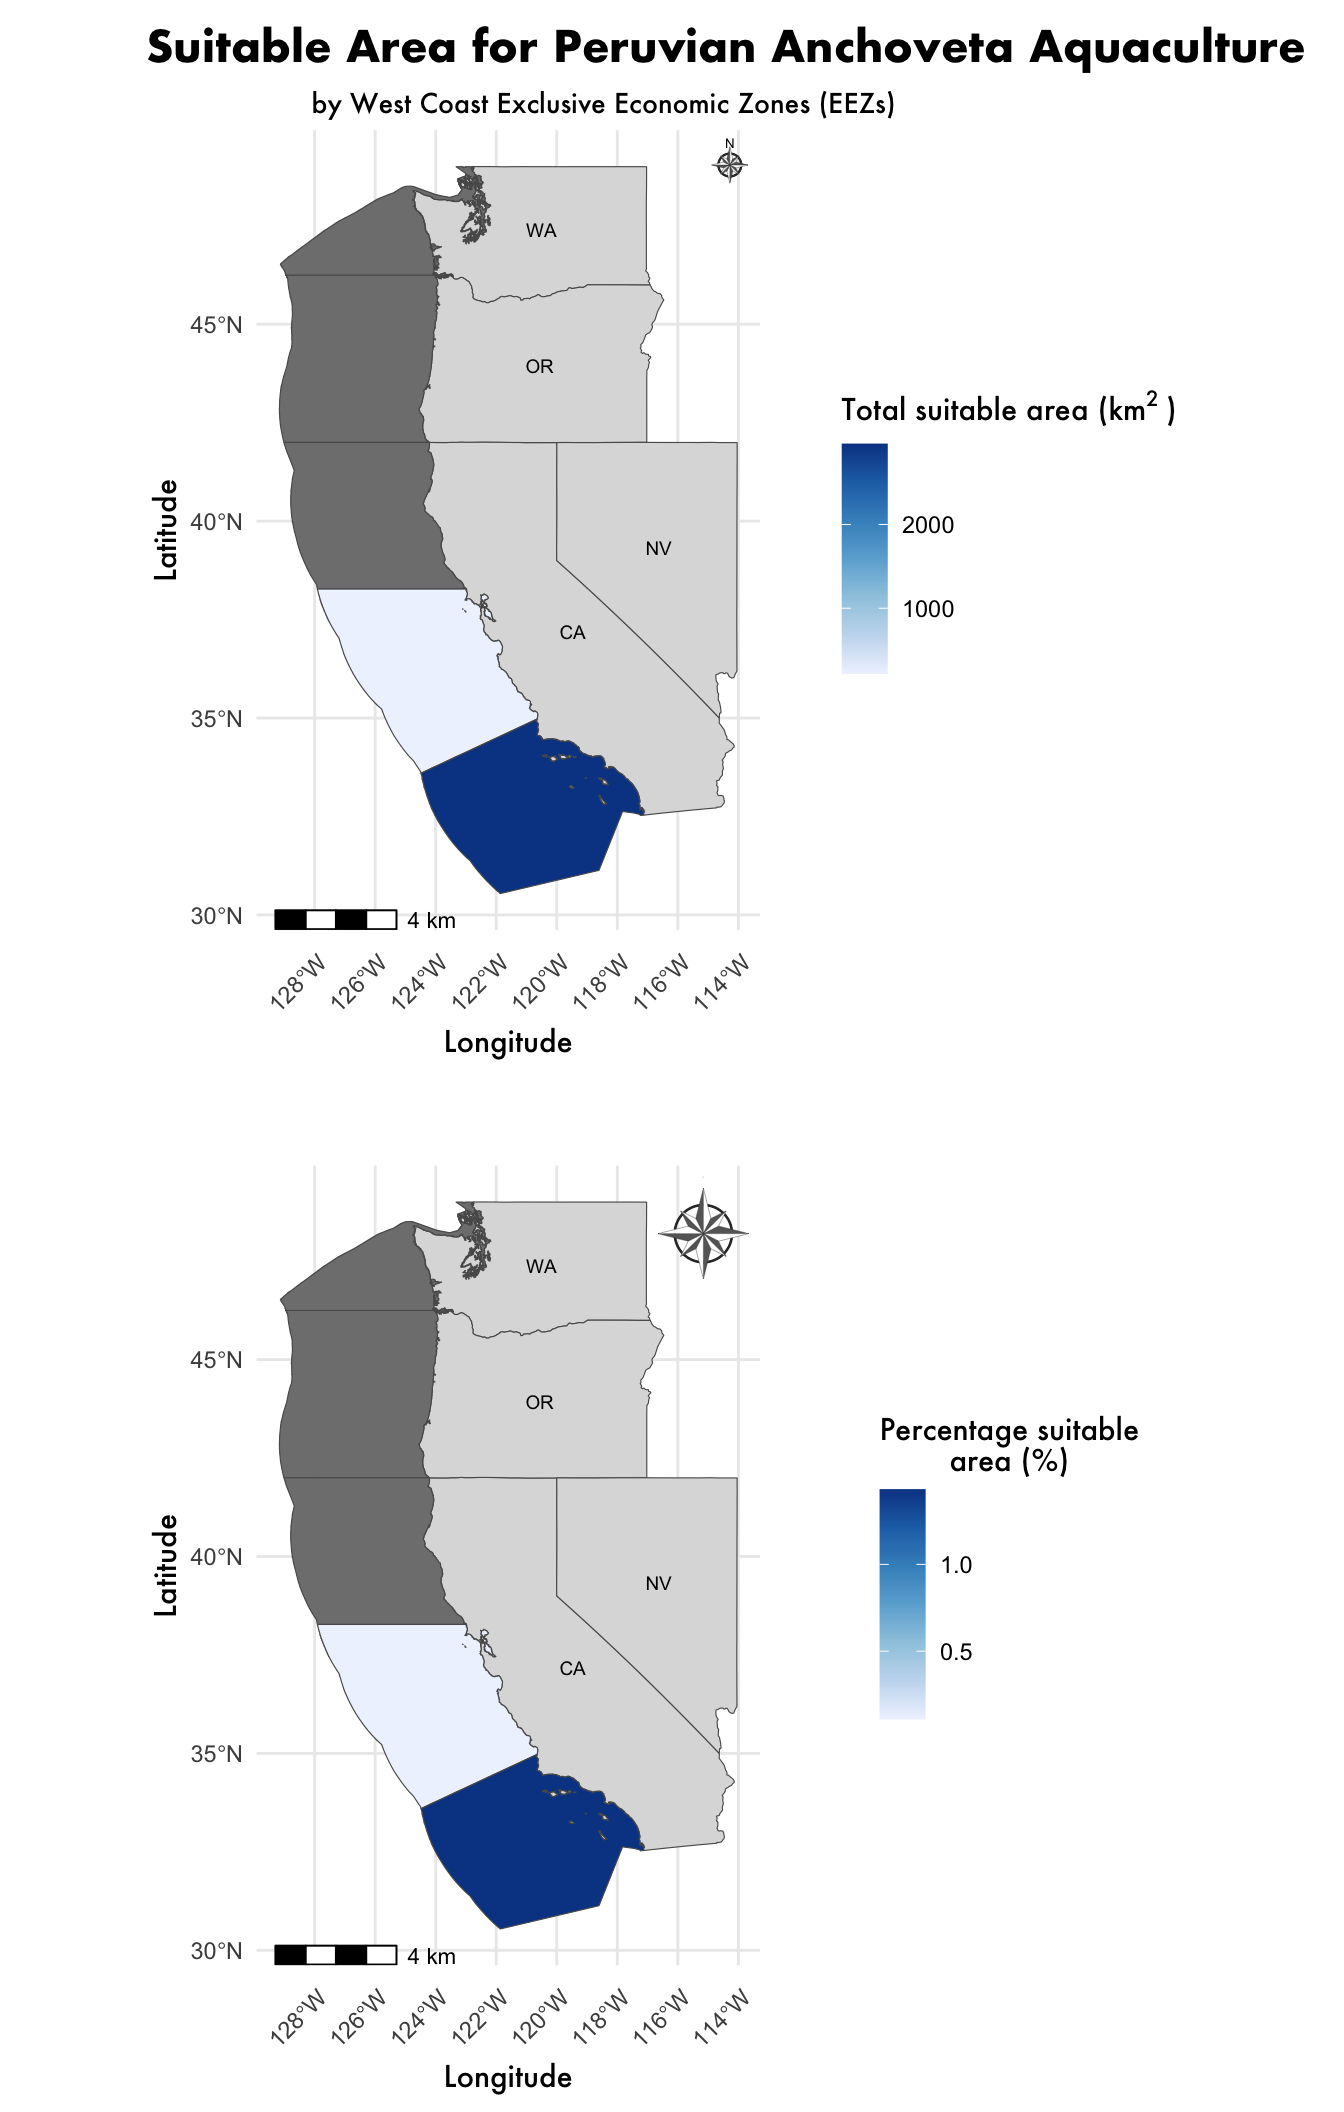 Suitable Area for Peruvian Anchoveta Aquaculture
by West Coast Exclusive Economic Zones (EEZs)
N
WA
45°N
OR
Total suitable area (km² )
2000
1000
Latitude
40°N
NV
CA
35°N
30°N
4 km
128°W
126°W
124°W
122°W
120°W
118°W
116°W
114°W
Longitude
WA
45°N
OR
Percentage suitable
area (%)
1.0
0.5
Latitude
40°N
NV
CA
35°N
30°N
4 km
128°W
126°W
124°W
122°W
120°W
118°W
116°W
114°W
Longitude